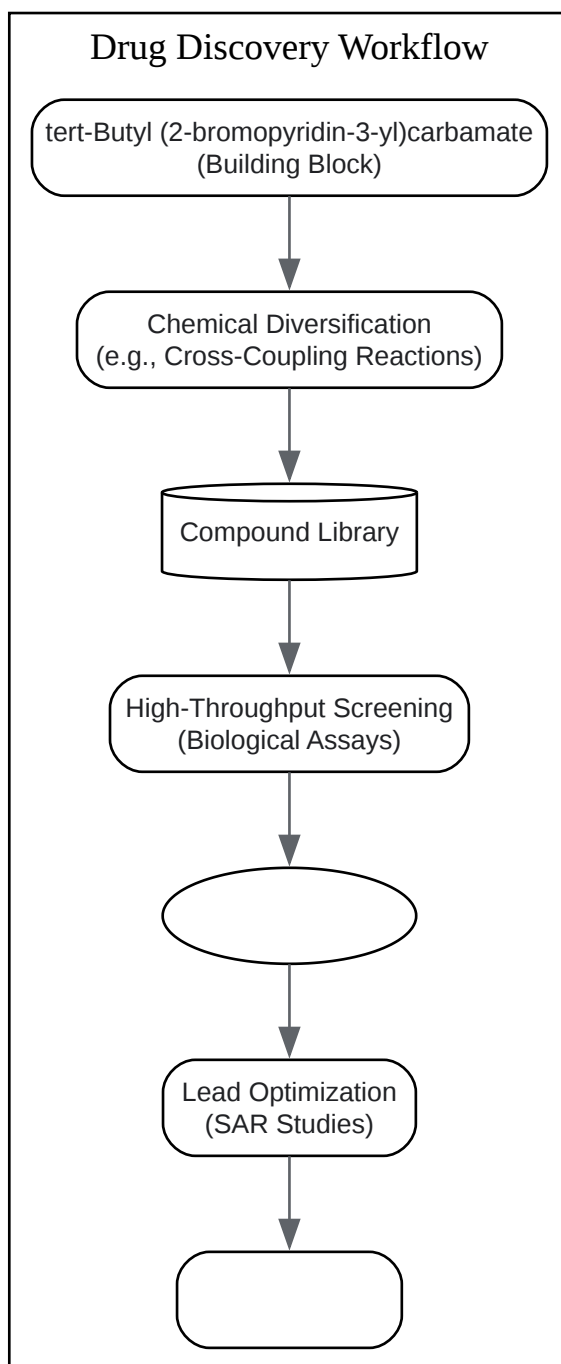 Drug Discovery Workflow
tert-Butyl (2-bromopyridin-3-yl)carbamate
(Building Block)
Chemical Diversification
(e.g., Cross-Coupling Reactions)
Compound Library
High-Throughput Screening
(Biological Assays)
Lead Optimization
(SAR Studies)